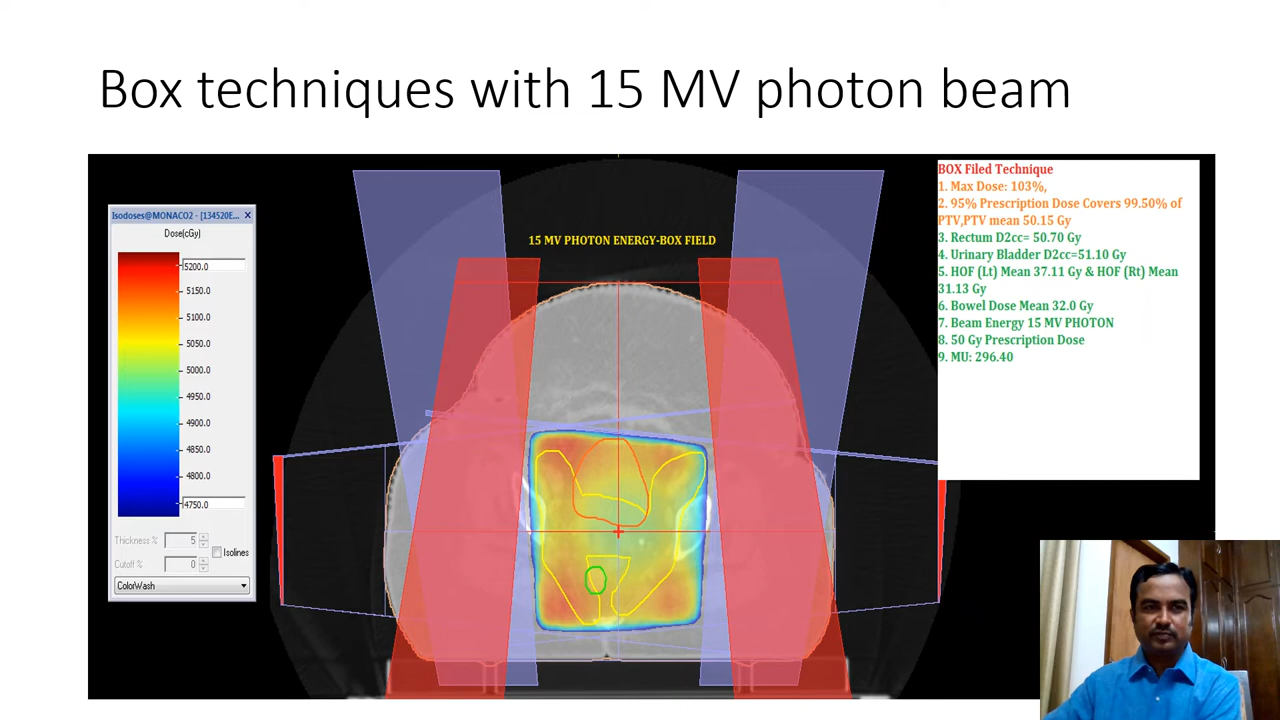 Box techniques with 15 MV photon beam
Isodoses@MONACO2 - [134520E...
Dose(cGy)
5200.0
5150.0
5100.0
5050.0
5000.0
4950.0
4900.0
4850.0
4800.0
4750.0
Thickness % 5
Isolines
Cutoff % 0
ColorWash
15 MV PHOTON ENERGY-BOX FIELD
BOX Filed Technique
1. Max Dose: 103%,
2. 95% Prescription Dose Covers 99.50% of
PTV,PTV mean 50.15 Gy
3. Rectum D2cc= 50.70 Gy
4. Urinary Bladder D2cc=51.10 Gy
5. HOF (Lt) Mean 37.11 Gy & HOF (Rt) Mean
31.13 Gy
6. Bowel Dose Mean 32.0 Gy
7. Beam Energy 15 MV PHOTON
8. 50 Gy Prescription Dose
9. MU: 296.40